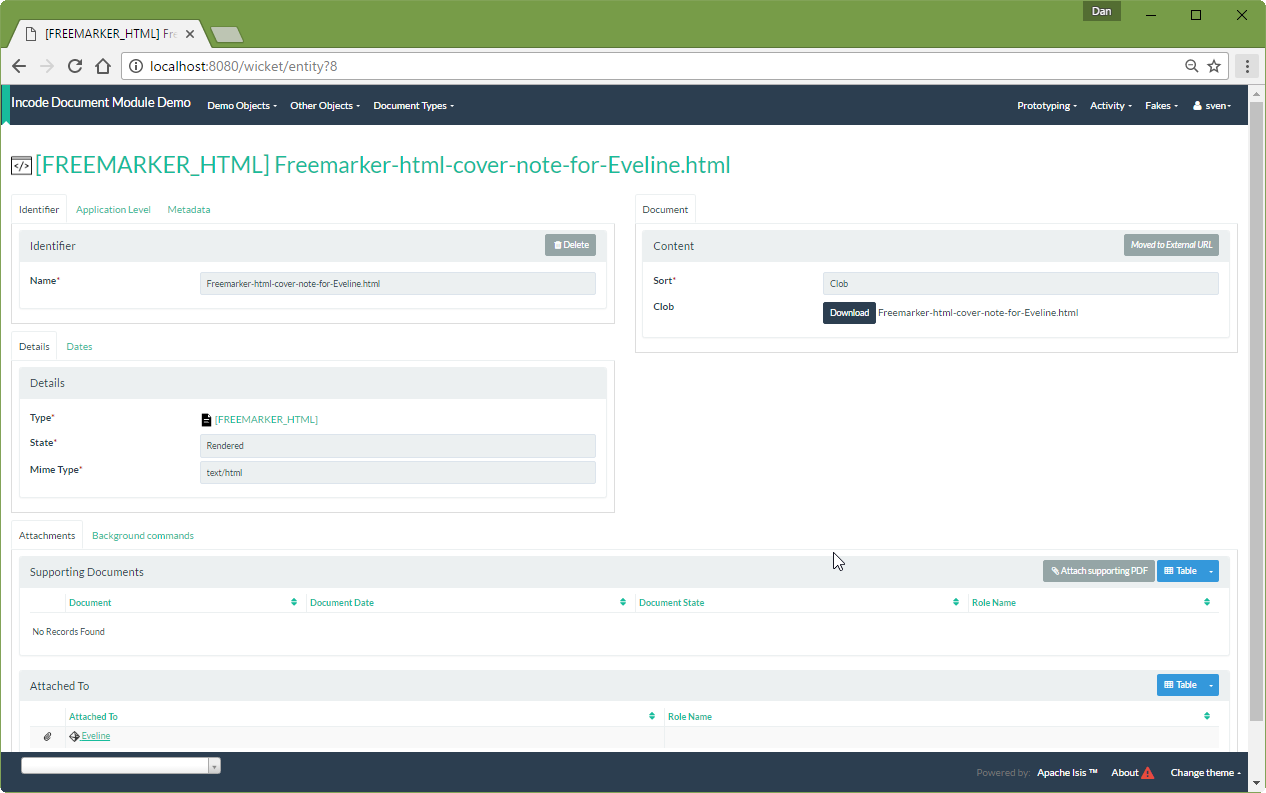 Dan
[FREEMARKER_HTML] Fre
localhost:8080/wicket/entity?8
Incode Document Module Demo Demo Objects Other Objects Document Types Prototyping Activity Fakes sven
[FREEMARKER_HTML] Freemarker-html-cover-note-for-Eveline.html
Identifier Application Level Metadata
Identifier Delete
Name* Freemarker-html-cover-note-for-Eveline.html
Document
Content Moved to External URL
Sort* Clob
Clob Download Freemarker-html-cover-note-for-Eveline.html
Details Dates
Details
Type* [FREEMARKER_HTML]
State* Rendered
Mime Type* text/html
Attachments Background commands
Supporting Documents Attach supporting PDF Table
Document Document Date Document State Role Name
No Records Found
Attached To Table
Attached To Role Name
Eveline
Powered by: Apache Isis ™ About Change theme